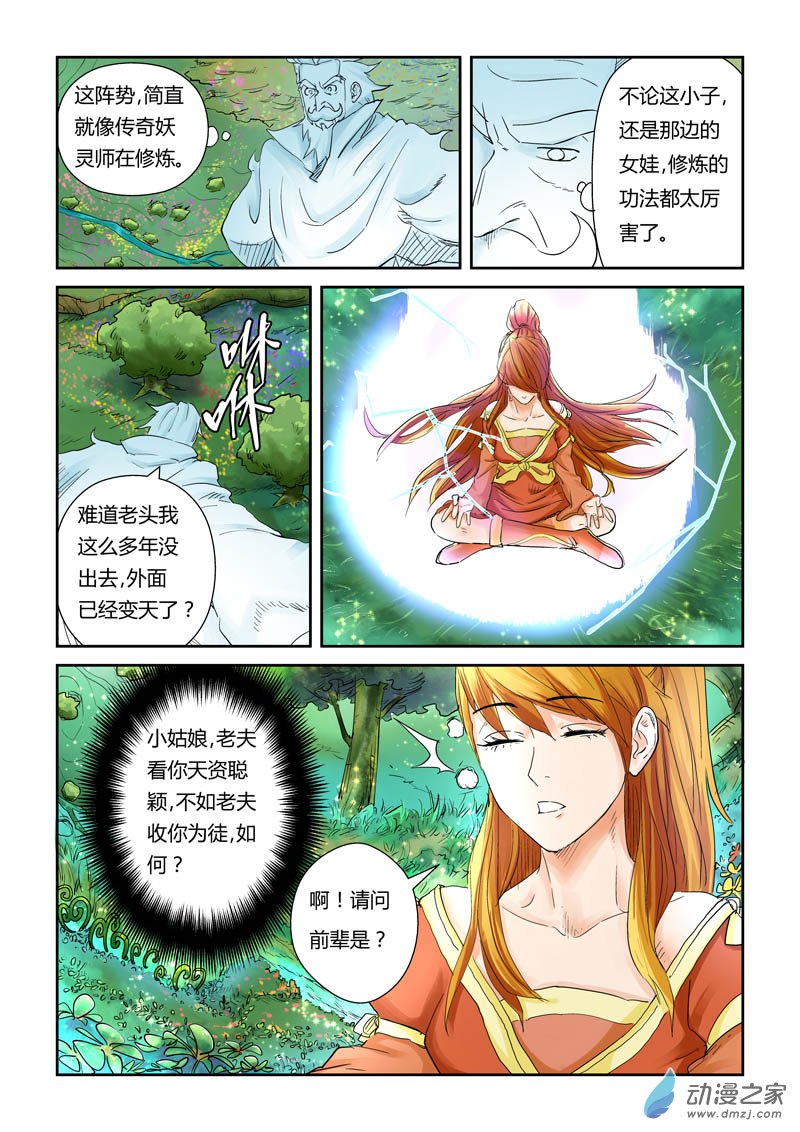 这阵势，简直
就像传奇妖
灵师在修炼。
不论这小子，
还是那边的
女娃，修炼的
功法都太厉
害了。
咻
咻
难道老头我
这么多年没
出去，外面
已经变天了？
小姑娘，老夫
看你天资聪
颖，不如老夫
收你为徒，如
何？
啊！请问
前辈是？
动漫之家
www.dmzj.com